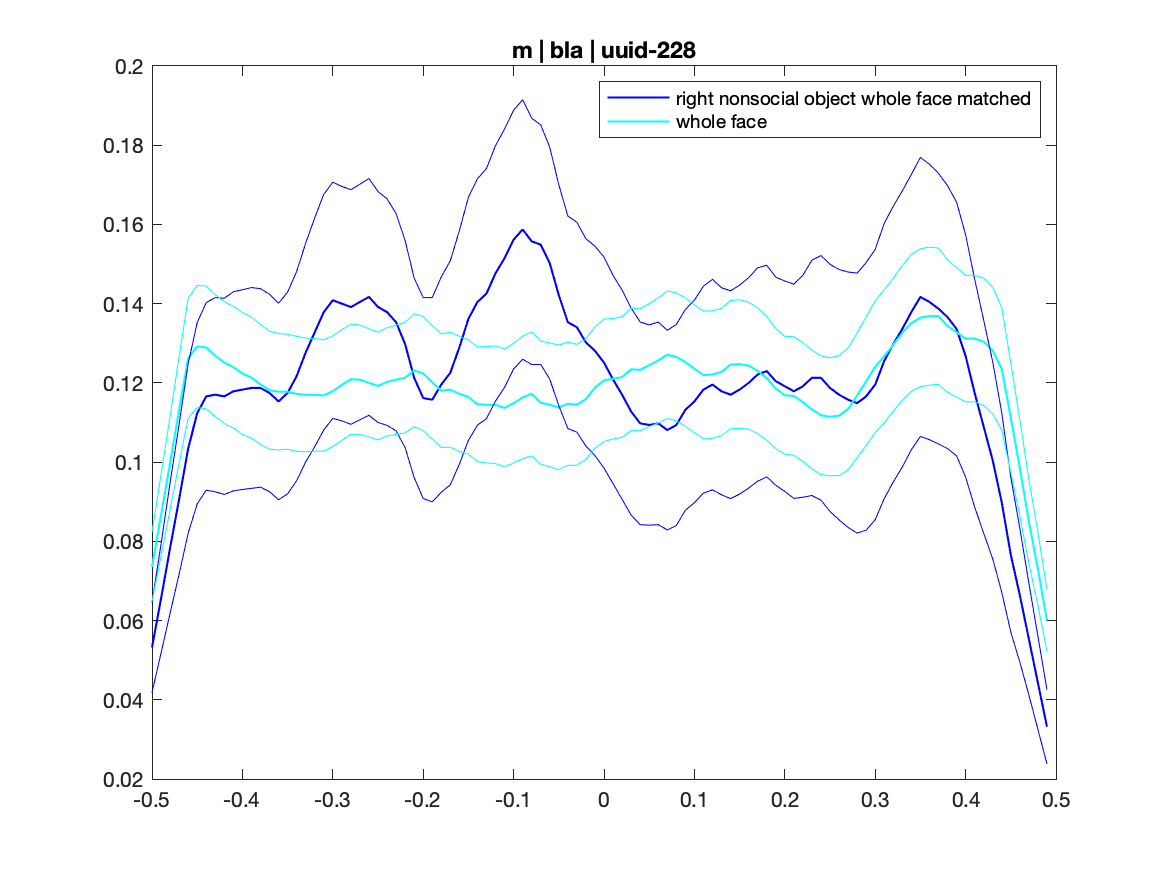 m | bla | uuid-228
right nonsocial object whole face matched
whole face
0.2
0.18
0.16
0.14
0.12
0.1
0.08
0.06
0.04
0.02
-0.5 -0.4 -0.3 -0.2 -0.1 0 0.1 0.2 0.3 0.4 0.5